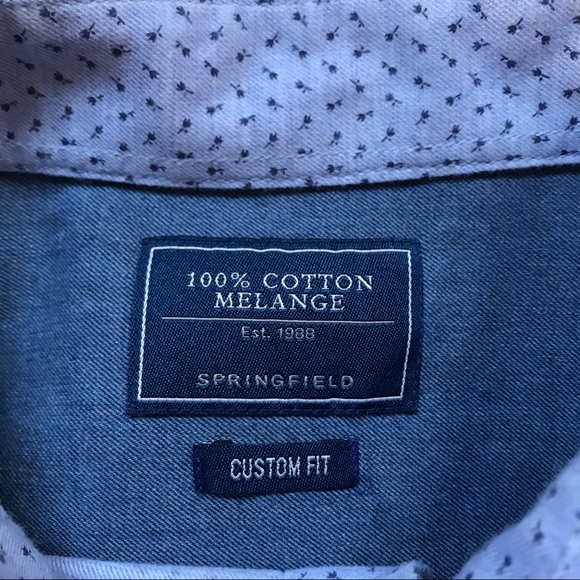 100% COTTON
MELANGE
Est. 1988
SPRINGFIELD
CUSTOM FIT